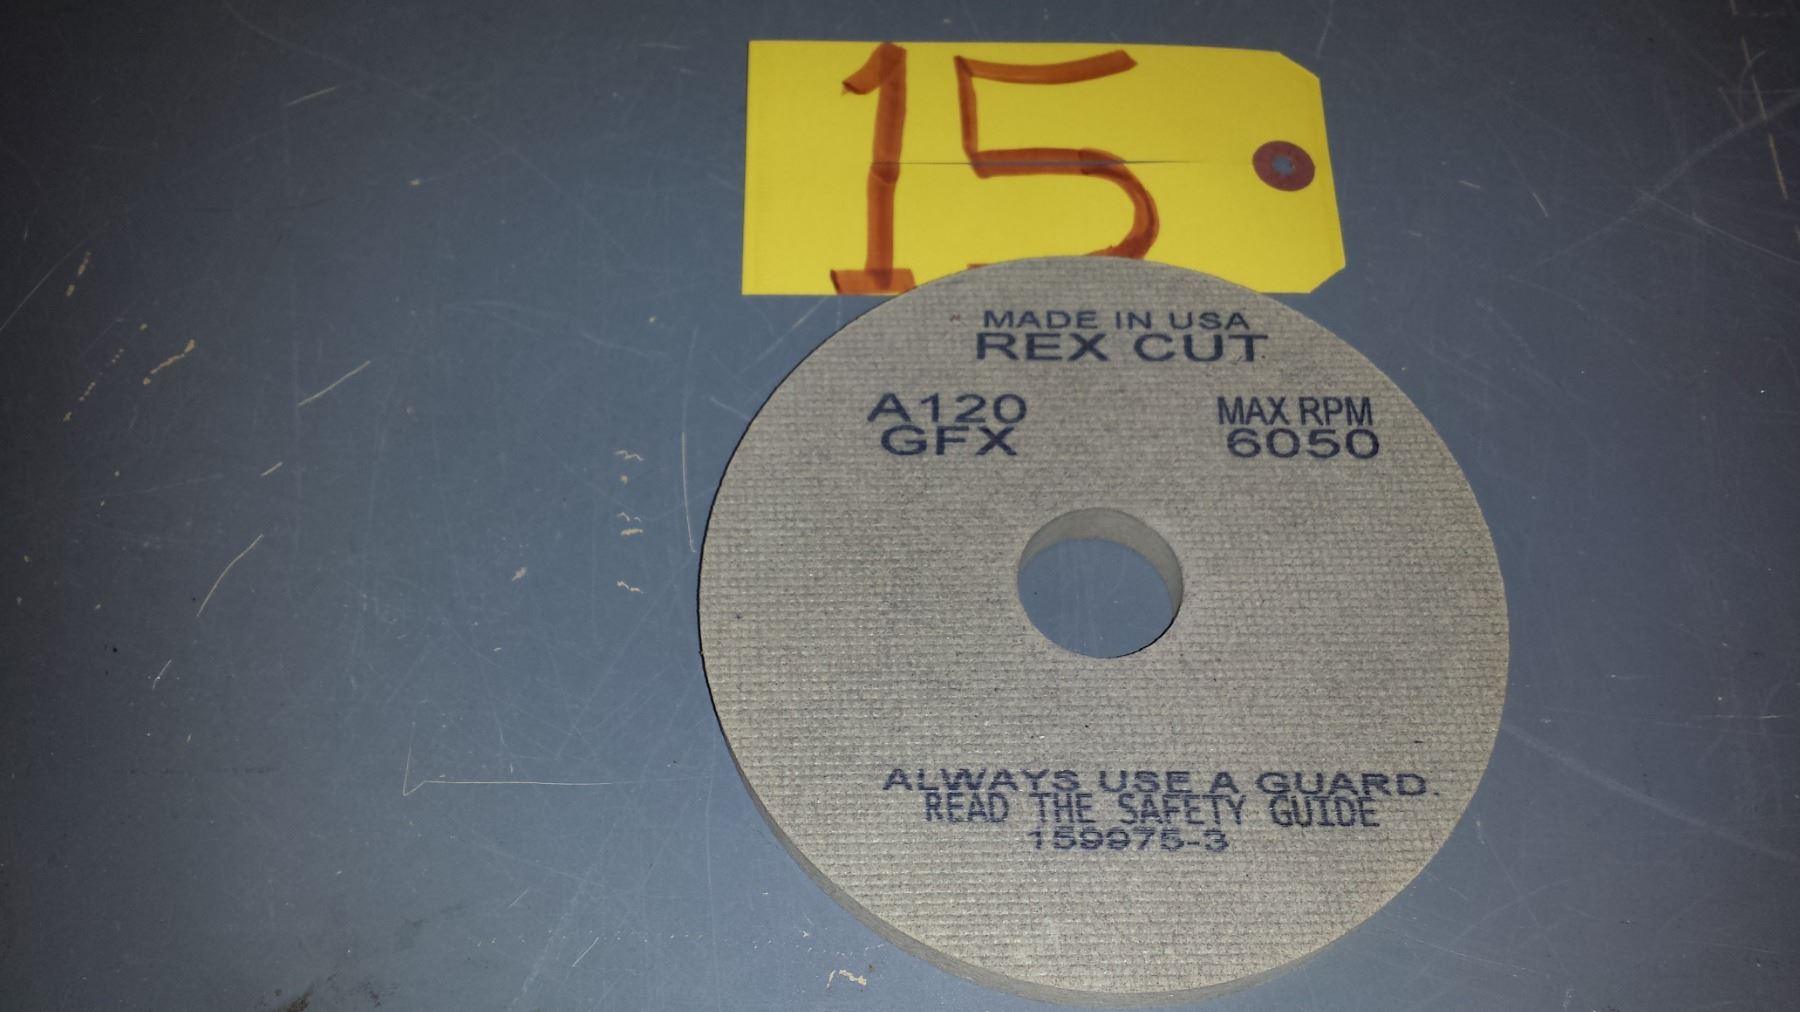 15
MADE IN USA
REX CUT
A120
GFX
MAX RPM
6050
ALWAYS USE A GUARD.
READ THE SAFETY GUIDE
159975-3